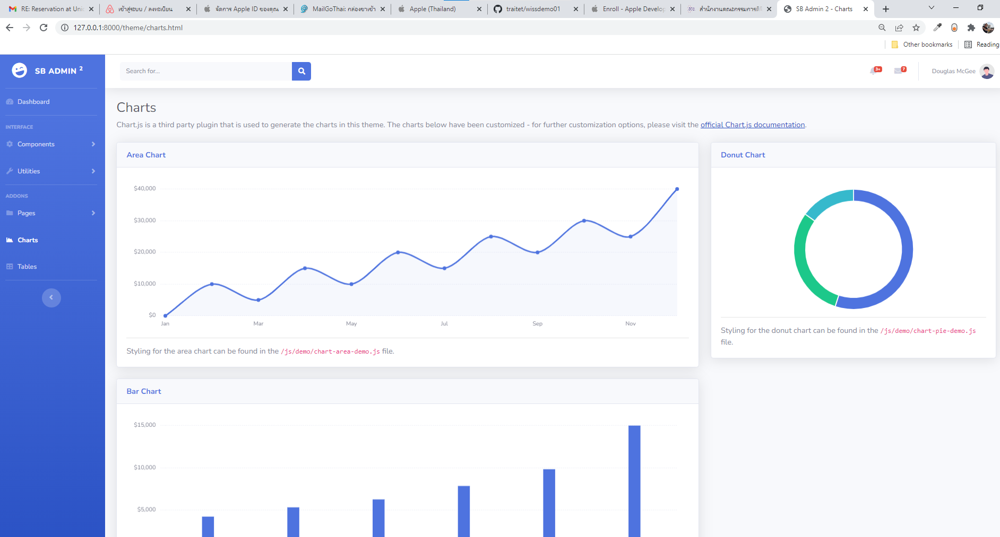 RE: Reservation at Unic
เข้าสู่ระบบ / ลงทะเบียน
จัดการ Apple ID ของคุณ
MailGoThai: กล่องขาเข้า
Apple (Thailand)
traitet/wissdemo01
Enroll - Apple Develop
สำนักงานคณะกรรมการดิจิ
SB Admin 2 - Charts
127.0.0.1:8000/theme/charts.html
Other bookmarks
Reading
SB ADMIN 2
Search for...
3+
7
Douglas McGee
Dashboard
INTERFACE
Components
Utilities
ADDONS
Pages
Charts
Tables
Charts
Chart.js is a third party plugin that is used to generate the charts in this theme. The charts below have been customized - for further customization options, please visit the official Chart.js documentation.
Area Chart
$40,000
$30,000
$20,000
$10,000
$0
Jan Mar May Jul Sep Nov
Styling for the area chart can be found in the /js/demo/chart-area-demo.js file.
Donut Chart
Styling for the donut chart can be found in the /js/demo/chart-pie-demo.js
file.
Bar Chart
$15,000
$10,000
$5,000